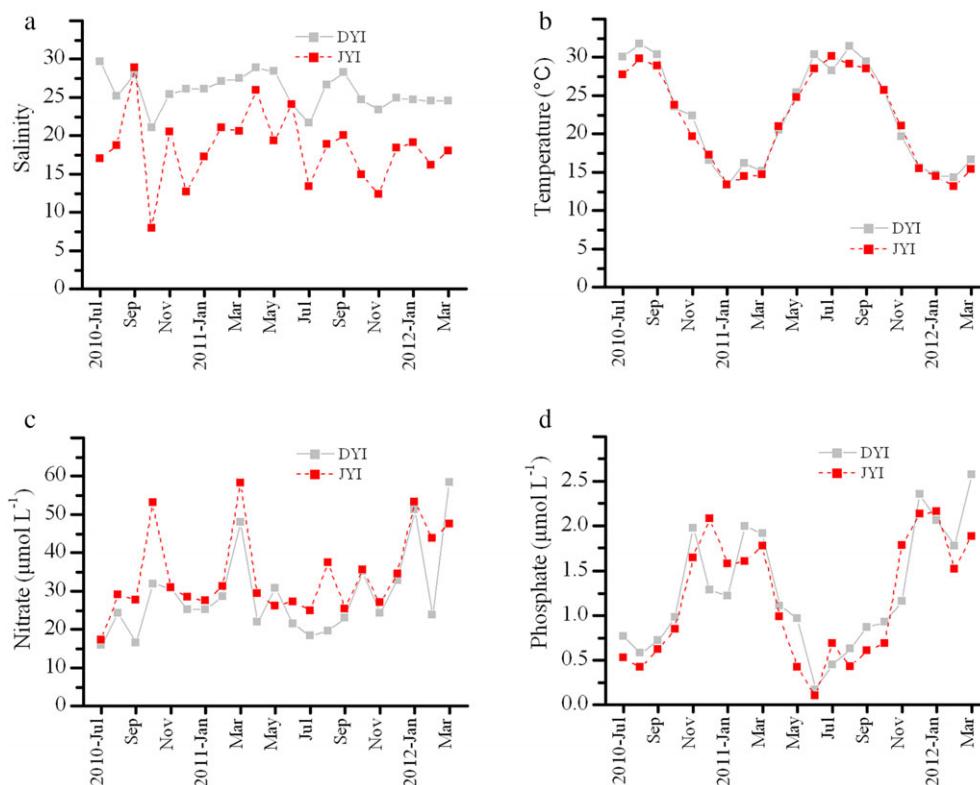 a
DYI
JYI
Salinity
30
25
20
15
10
5
0
2010-Jul
Sep
Nov
2011-Jan
Mar
May
Jul
Sep
Nov
2012-Jan
Mar
b
DYI
JYI
Temperature (°C)
30
25
20
15
10
5
0
2010-Jul
Sep
Nov
2011-Jan
Mar
May
Jul
Sep
Nov
2012-Jan
Mar
c
DYI
JYI
Nitrate (μmol L⁻¹)
60
50
40
30
20
10
0
2010-Jul
Sep
Nov
2011-Jan
Mar
May
Jul
Sep
Nov
2012-Jan
Mar
d
DYI
JYI
Phosphate (μmol L⁻¹)
2.5
2.0
1.5
1.0
0.5
0.0
2010-Jul
Sep
Nov
2011-Jan
Mar
May
Jul
Sep
Nov
2012-Jan
Mar